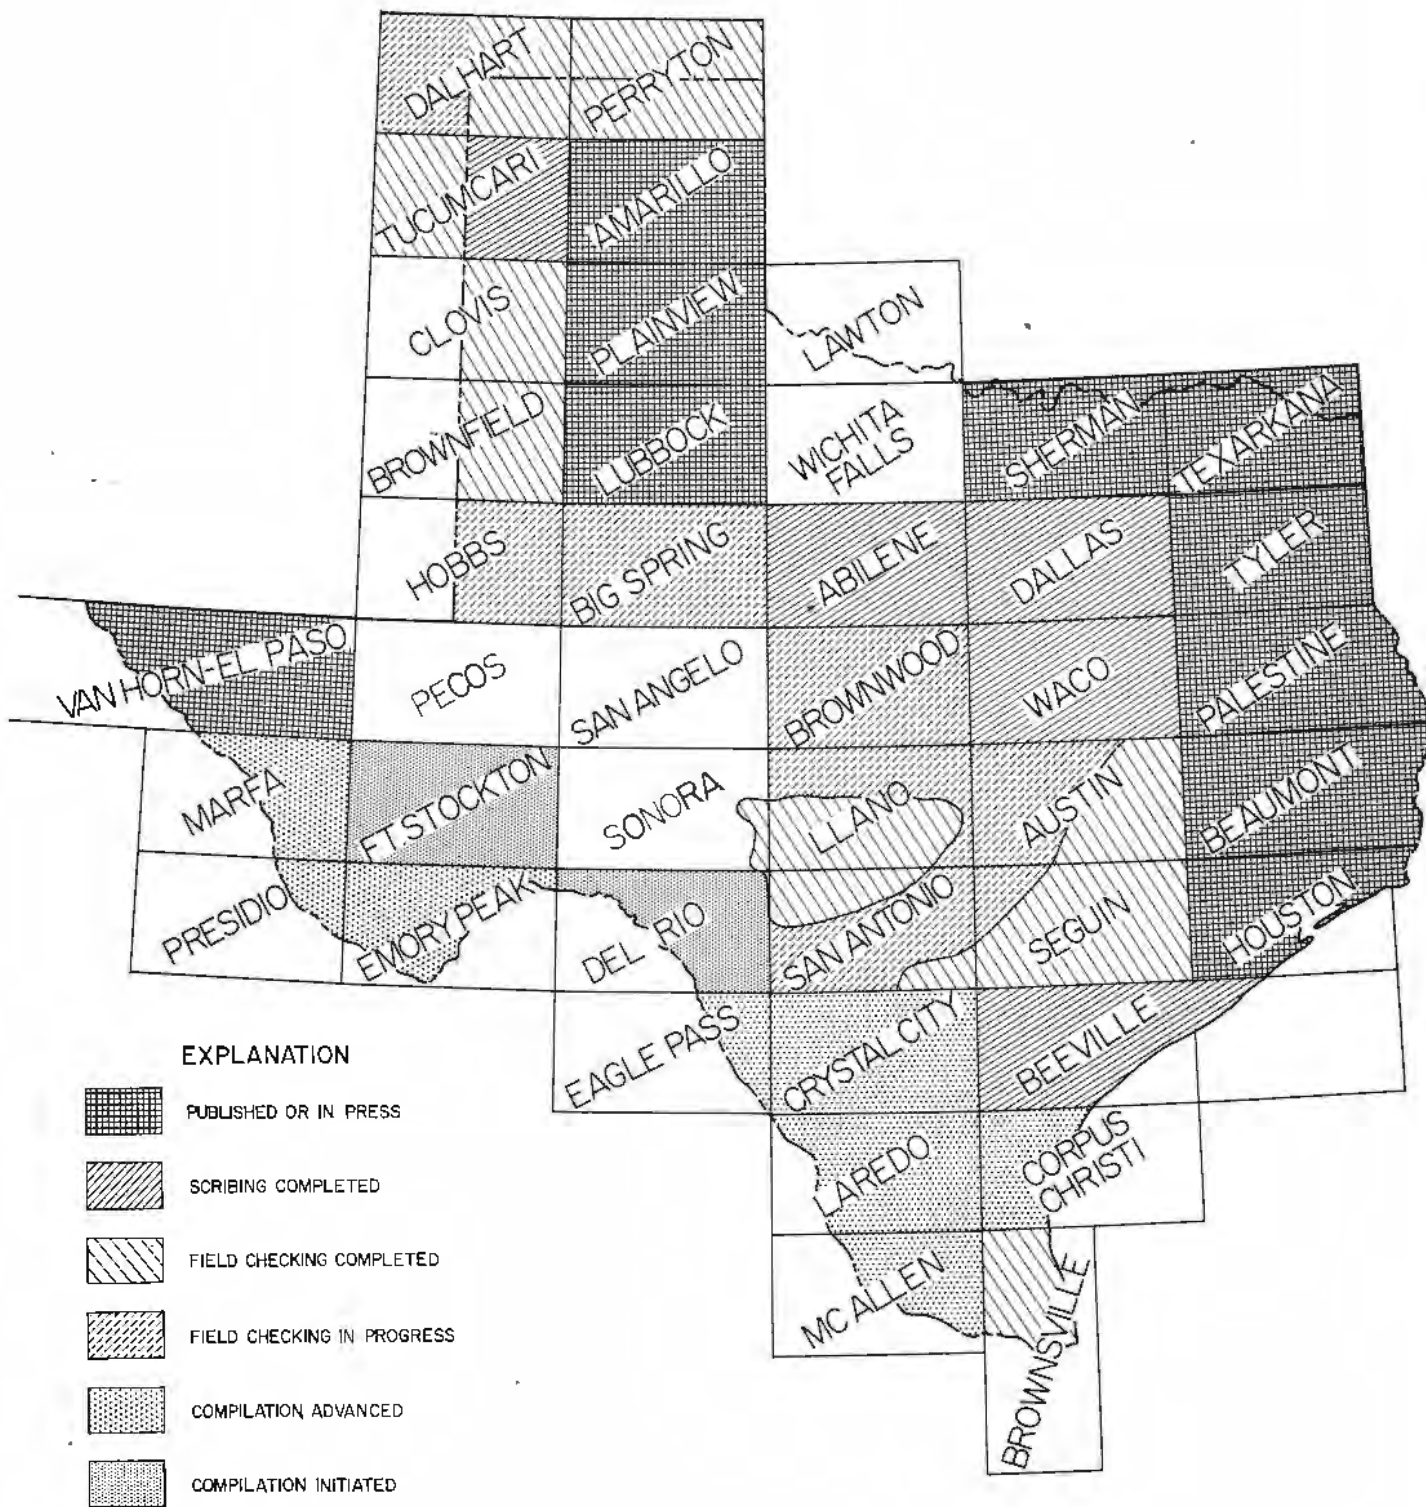 DALHART
PERRYTON
TUCUMCARI
AMARILLO
CLOVIS
PLAINVIEW
LAWTON
BROWNFIELD
LUBBOCK
WICHITA
FALLS
SHERMAN
TEXARKANA
HOBBS
BIG SPRING
ABILENE
DALLAS
TYLER
VAN HORN-EL PASO
PECOS
SAN ANGELO
BROWNWOOD
WACO
PALESTINE
MARFA
FT. STOCKTON
SONORA
LLANO
AUSTIN
BEAUMONT
PRESIDIO
EMORY PEAK
DEL RIO
SAN ANTONIO
SEGUIN
HOUSTON
EAGLE PASS
CRYSTAL CITY
BEEVILLE
LAREDO
CORPUS
CHRISTI
MC ALLEN
BROWNSVILLE
EXPLANATION
PUBLISHED OR IN PRESS
SCRIBING COMPLETED
FIELD CHECKING COMPLETED
FIELD CHECKING IN PROGRESS
COMPILATION ADVANCED
COMPILATION INITIATED